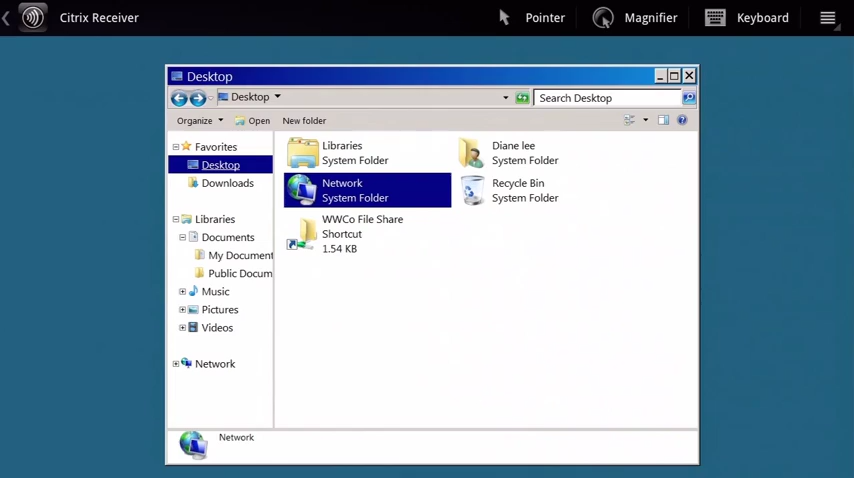 Citrix Receiver
Pointer
Magnifier
Keyboard
Desktop
Desktop
Search Desktop
Organize
Open
New folder
Favorites
Desktop
Downloads
Libraries
Documents
My Document
Public Docum
Music
Pictures
Videos
Network
Libraries
System Folder
Diane lee
System Folder
Network
System Folder
Recycle Bin
System Folder
WWCo File Share
Shortcut
1.54 KB
Network